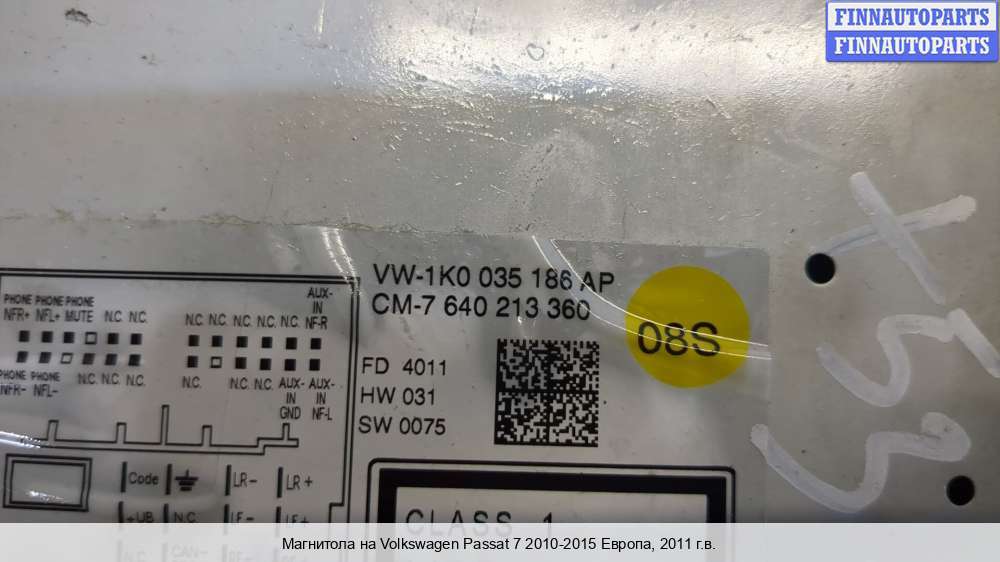 FINNAUTOPARTS
FINNAUTOPARTS
VW-1K0 035 186 AP
CM-7 640 213 360
08S
PHONE PHONE PHONE
NFR+ NFL+ MUTE N.C. N.C.
N.C. N.C. N.C. N.C. N.C.
AUX-
IN
NF-R
PHONE PHONE
NFR- NFL-
N.C. N.C. N.C.
N.C. N.C. N.C.
AUX-
IN
GND
AUX-
IN
NF-L
FD 4011
HW 031
SW 0075
Code LR- LR+
+UB N.C. LF- LF+
N.C. CAN-
CLASS 1
Магнитола на Volkswagen Passat 7 2010-2015 Европа, 2011 г.в.